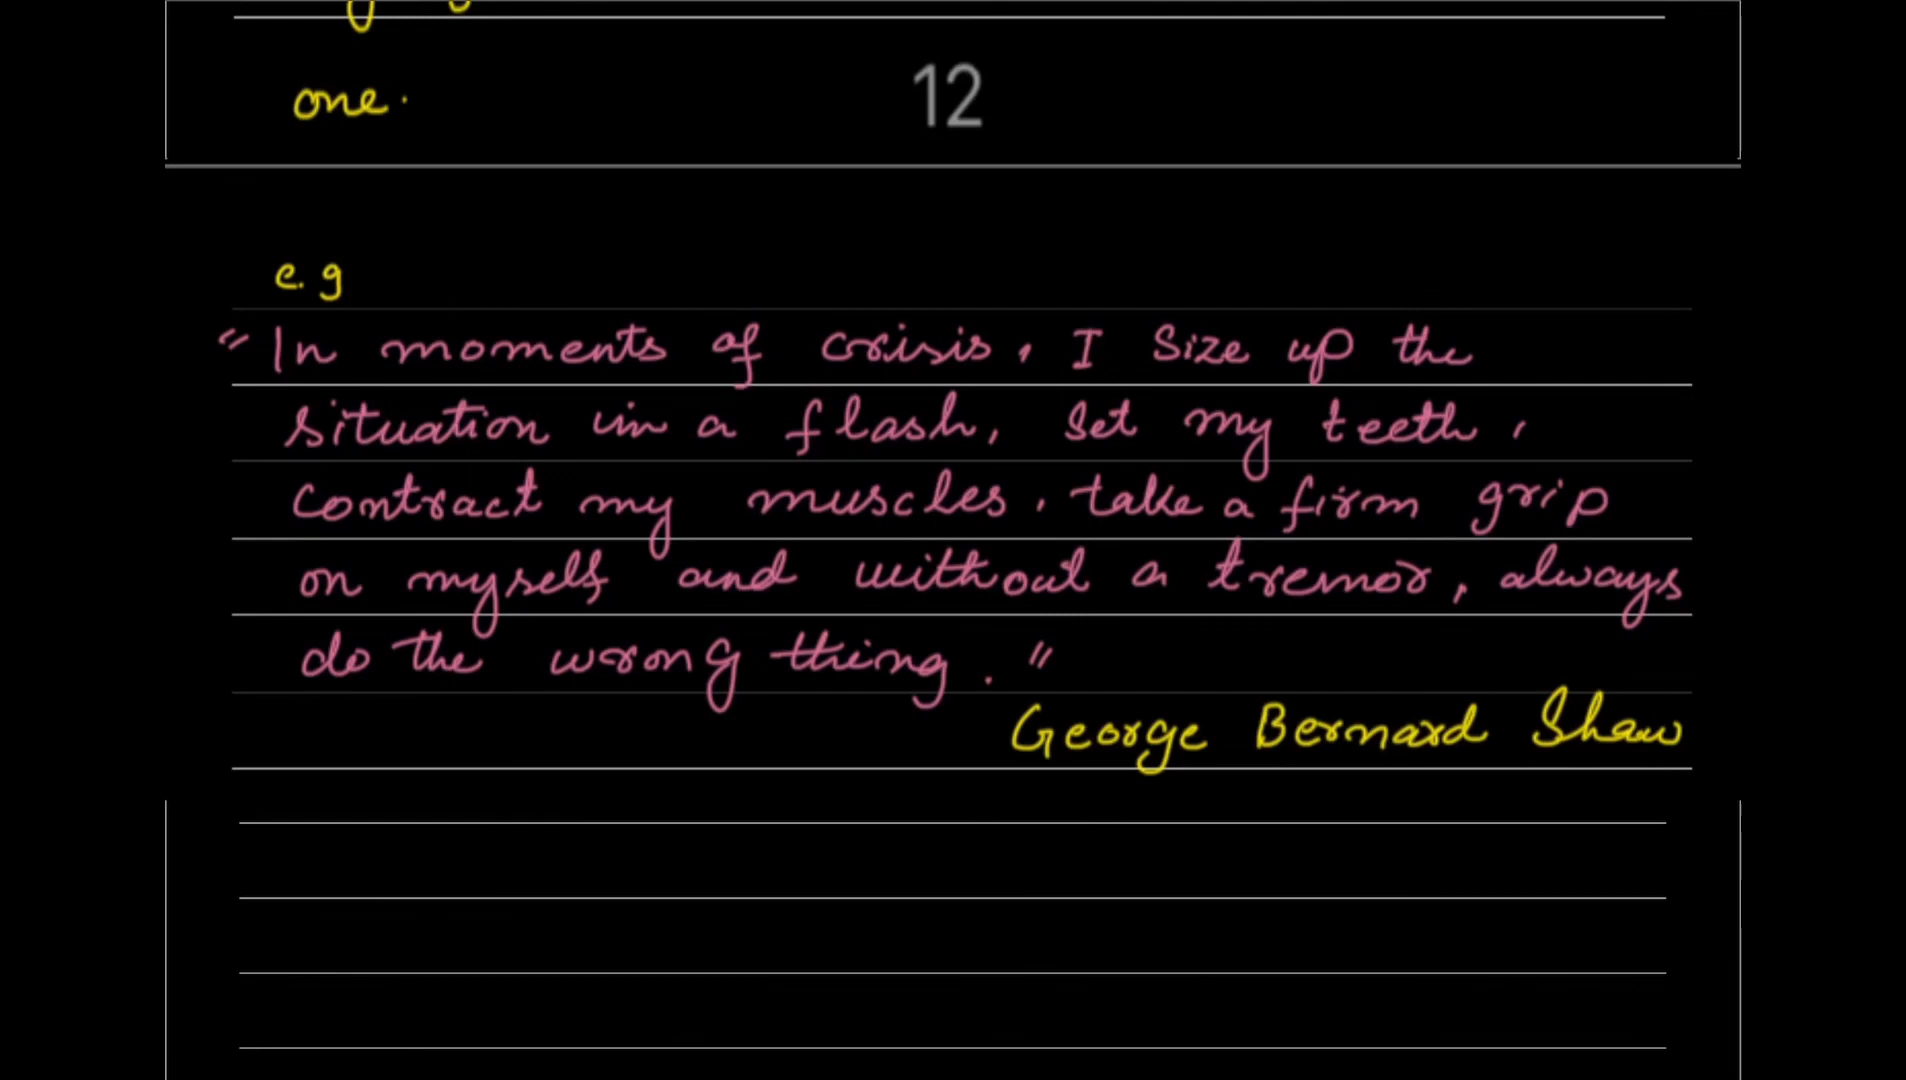 one.
12
e.g
"In moments of crisis, I size up the
situation in a flash, set my teeth,
contract my muscles, take a firm grip
on myself and without a tremor, always
do the wrong thing."
George Bernard Shaw